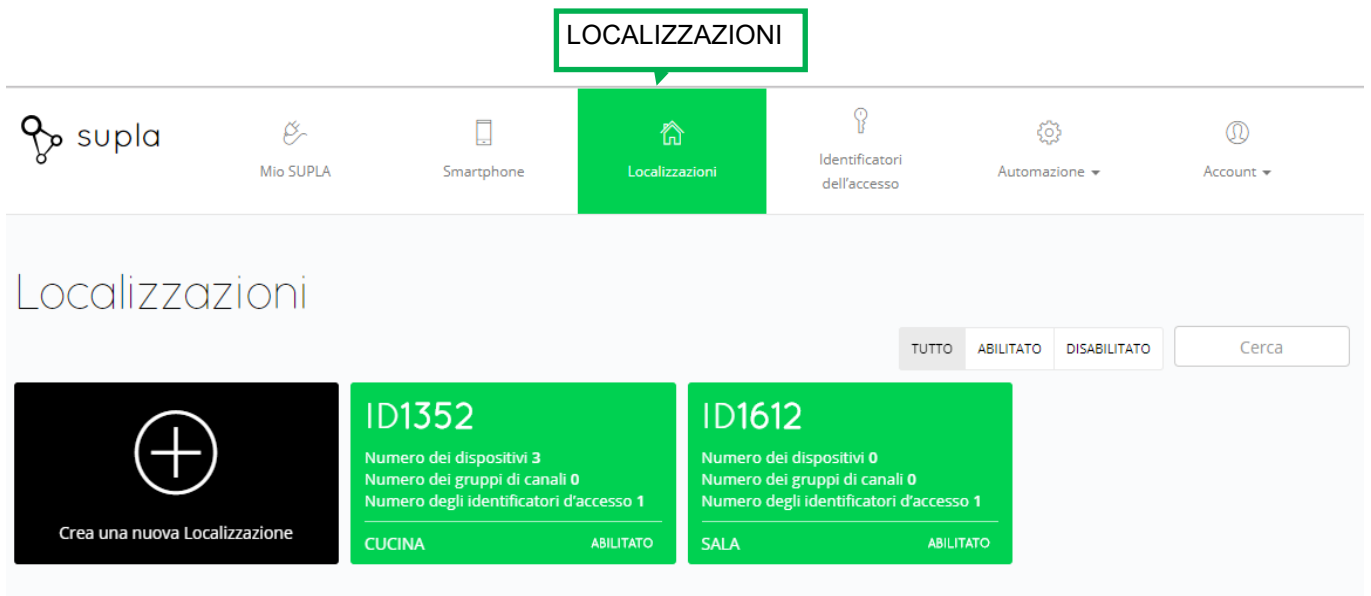 LOCALIZZAZIONI
supla
Mio SUPLA
Smartphone
Localizzazioni
Identificatori
dell'accesso
Automazione
Account
Localizzazioni
TUTTO ABILITATO DISABILITATO Cerca
Crea una nuova Localizzazione
ID1352
Numero dei dispositivi 3
Numero dei gruppi di canali 0
Numero degli identificatori d'accesso 1
CUCINA ABILITATO
ID1612
Numero dei dispositivi 0
Numero dei gruppi di canali 0
Numero degli identificatori d'accesso 1
SALA ABILITATO